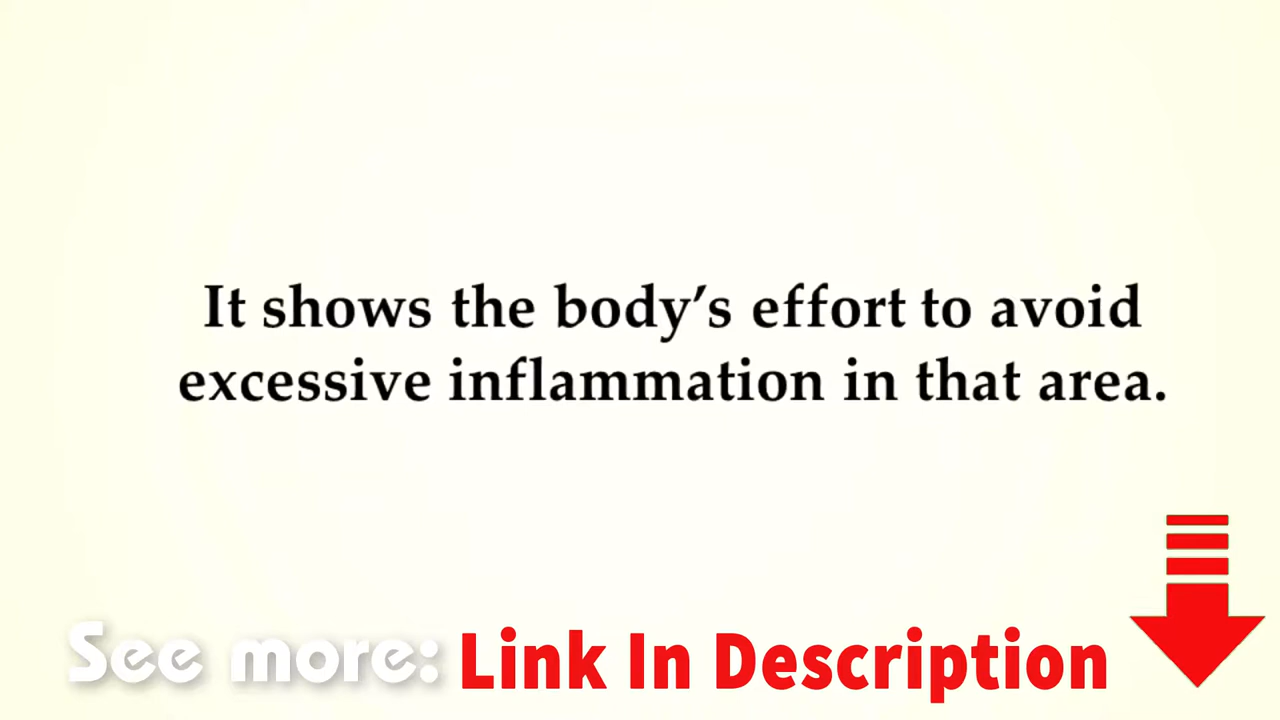 It shows the body’s effort to avoid
excessive inflammation in that area.
See more: Link In Description